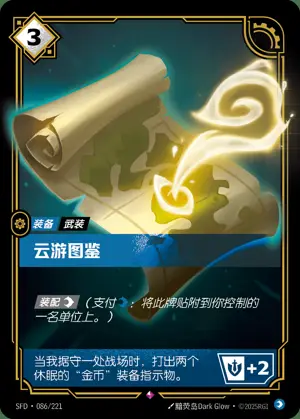 3
装备 武装
云游图鉴
装配 （支付 ：将此牌贴附到你控制的
一名单位上。）
当我据守一处战场时，打出两个
休眠的“金币”装备指示物。
+2
SFD • 086/221
黯荧岛Dark Glow
©2025RGI